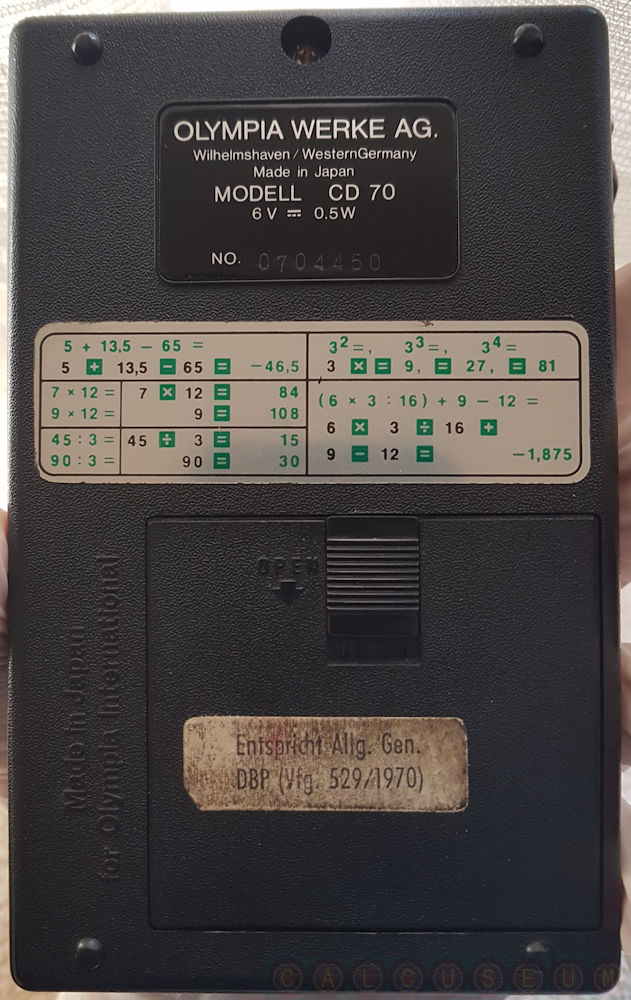 OLYMPIA WERKE AG.
Wilhelmshaven / WesternGermany
Made in Japan
MODELL CD 70
6 V ⎓ 0.5W
NO. 0704450
5 + 13,5 − 65 =
5 + 13,5 − 65 = −46,5
7 × 12 = 7 × 12 = 84
9 × 12 = 9 = 108
45 : 3 = 45 ÷ 3 = 15
90 : 3 = 90 = 30
3² =, 3³ =, 3⁴ =
3 × = 9, = 27, = 81
(6 × 3 : 16) + 9 − 12 =
6 × 3 ÷ 16 +
9 − 12 = −1,875
OPEN
Made in Japan
for Olympia International
Entspricht Allg. Gen.
DBP (Vfg. 529/1970)
CALCUSEUM